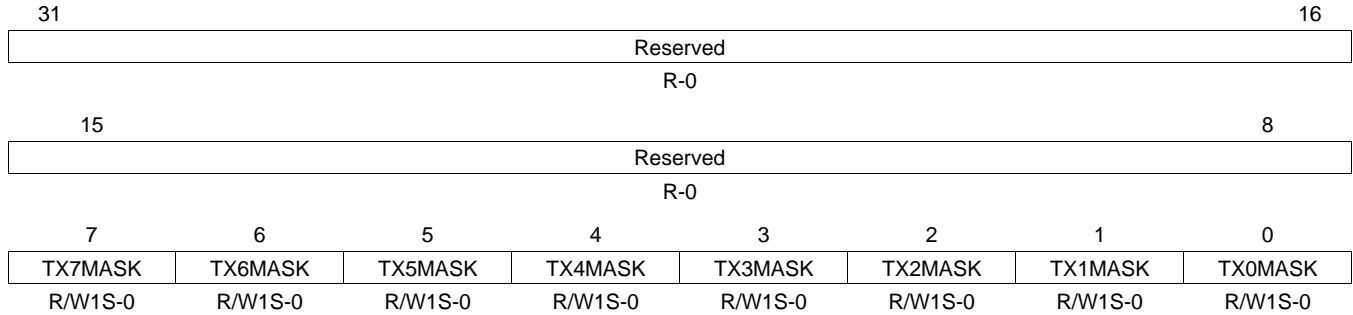 31 16
Reserved
R-0
15 8
Reserved
R-0
7 6 5 4 3 2 1 0
TX7MASK TX6MASK TX5MASK TX4MASK TX3MASK TX2MASK TX1MASK TX0MASK
R/W1S-0 R/W1S-0 R/W1S-0 R/W1S-0 R/W1S-0 R/W1S-0 R/W1S-0 R/W1S-0